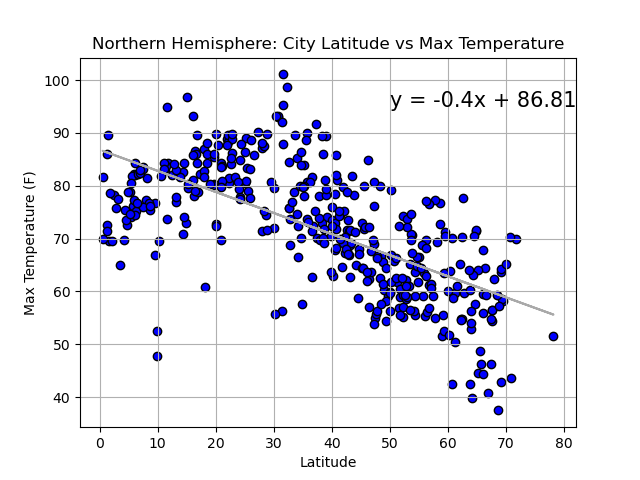 Northern Hemisphere: City Latitude vs Max Temperature
y = -0.4x + 86.81
Max Temperature (F)
100
90
80
70
60
50
40
0 10 20 30 40 50 60 70 80
Latitude